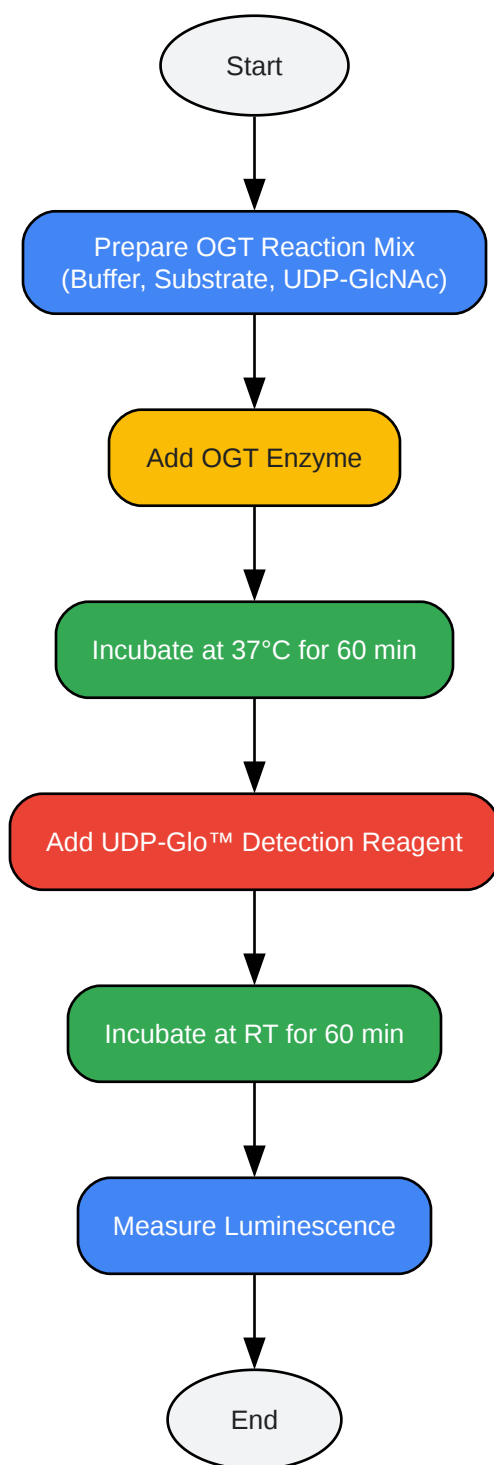 Start
Prepare OGT Reaction Mix
(Buffer, Substrate, UDP-GlcNAc)
Add OGT Enzyme
Incubate at 37°C for 60 min
Add UDP-Glo™ Detection Reagent
Incubate at RT for 60 min
Measure Luminescence
End